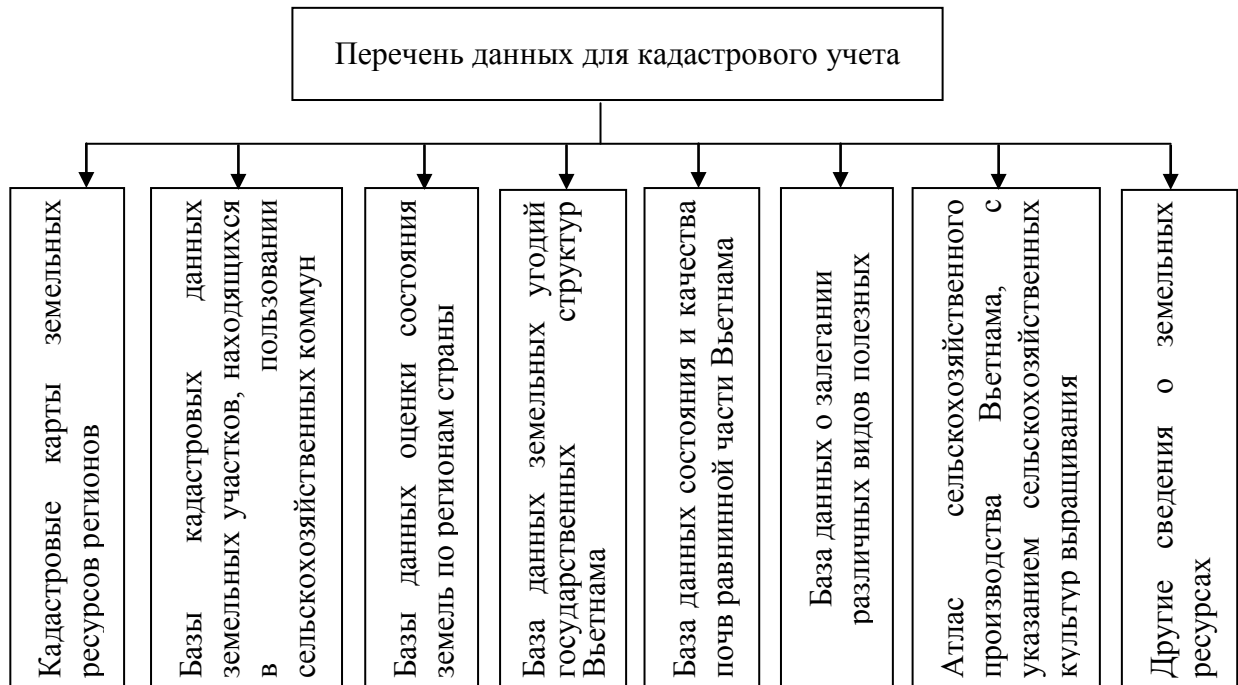 Перечень данных для кадастрового учета
Кадастровые карты земельных
ресурсов регионов
Базы кадастровых данных
земельных участков, находящихся
в пользовании
сельскохозяйственных коммун
Базы данных оценки состояния
земель по регионам страны
База данных земельных угодий
государственных структур
Вьетнама
База данных состояния и качества
почв равнинной части Вьетнама
База данных о залегании
различных видов полезных
Атлас сельскохозяйственного
производства Вьетнама, с
указанием сельскохозяйственных
культур выращивания
Другие сведения о земельных
ресурсах